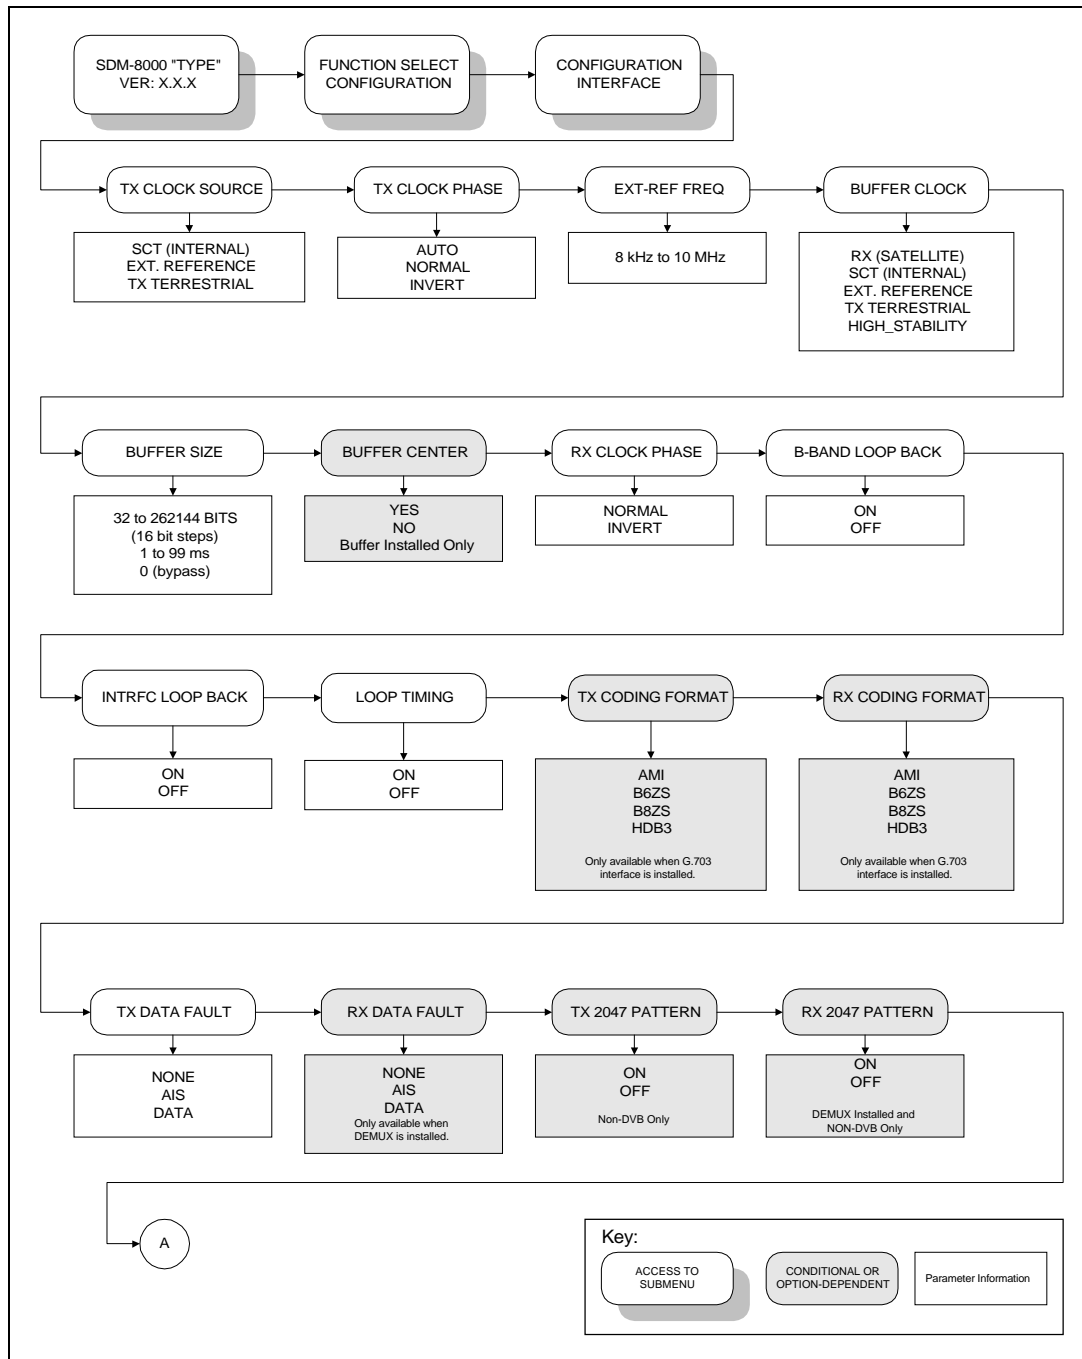 SDM-8000 "TYPE"
VER: X.X.X
FUNCTION SELECT
CONFIGURATION
CONFIGURATION
INTERFACE
TX CLOCK SOURCE
SCT (INTERNAL)
EXT. REFERENCE
TX TERRESTRIAL
TX CLOCK PHASE
AUTO
NORMAL
INVERT
EXT-REF FREQ
8 kHz to 10 MHz
BUFFER CLOCK
RX (SATELLITE)
SCT (INTERNAL)
EXT. REFERENCE
TX TERRESTRIAL
HIGH_STABILITY
BUFFER SIZE
32 to 262144 BITS
(16 bit steps)
1 to 99 ms
0 (bypass)
BUFFER CENTER
YES
NO
Buffer Installed Only
RX CLOCK PHASE
NORMAL
INVERT
B-BAND LOOP BACK
ON
OFF
INTRFC LOOP BACK
ON
OFF
LOOP TIMING
ON
OFF
TX CODING FORMAT
AMI
B6ZS
B8ZS
HDB3
Only available when G.703
interface is installed.
RX CODING FORMAT
AMI
B6ZS
B8ZS
HDB3
Only available when G.703
interface is installed.
TX DATA FAULT
NONE
AIS
DATA
RX DATA FAULT
NONE
AIS
DATA
Only available when
DEMUX is installed.
TX 2047 PATTERN
ON
OFF
Non-DVB Only
RX 2047 PATTERN
ON
OFF
DEMUX Installed and
NON-DVB Only
A
Key:
ACCESS TO
SUBMENU
CONDITIONAL OR
OPTION-DEPENDENT
Parameter Information